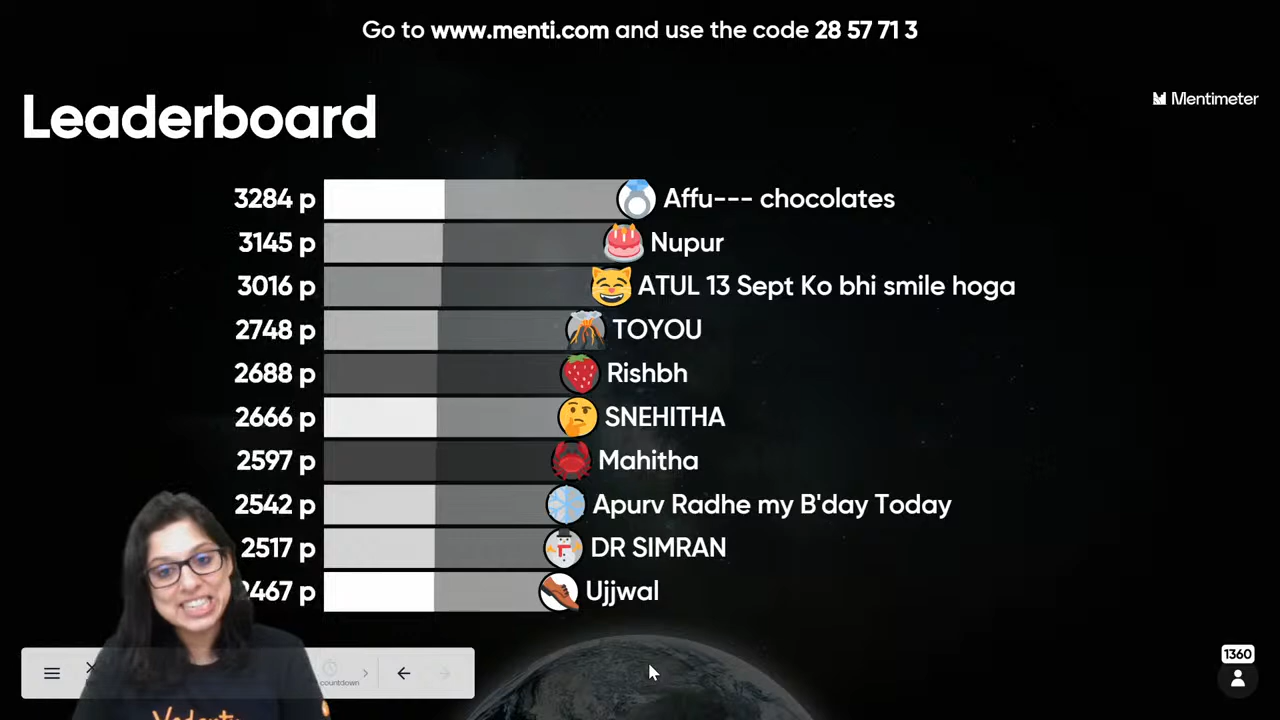 Go to www.menti.com and use the code 28 57 71 3
Leaderboard
Mentimeter
3284 p Affu--- chocolates
3145 p Nupur
3016 p ATUL 13 Sept Ko bhi smile hoga
2748 p TOYOU
2688 p Rishbh
2666 p SNEHITHA
2597 p Mahitha
2542 p Apurv Radhe my B'day Today
2517 p DR SIMRAN
2467 p Ujjwal
countdown
1360